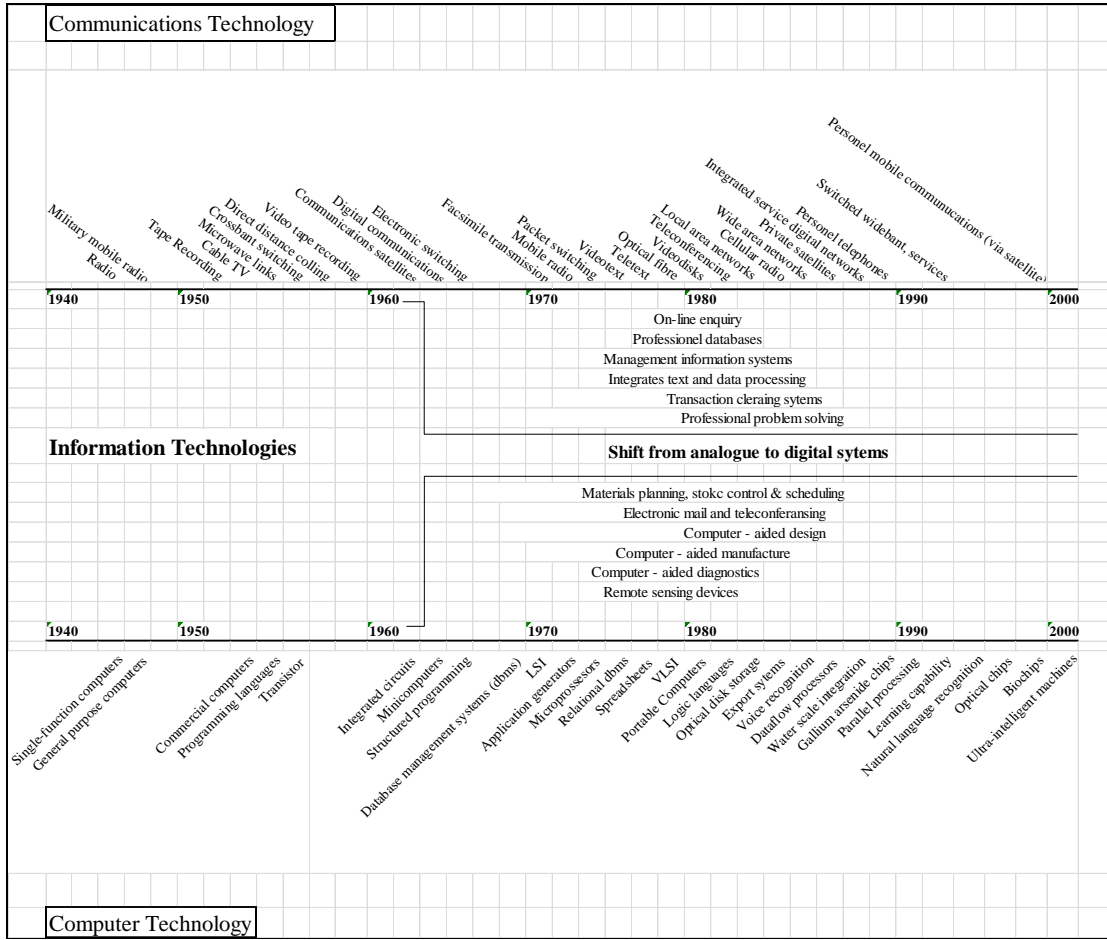 Communications Technology
Military mobile radio
Radio
Tape Recording
Crossbant switching
Microwave links
Cable TV
Direct distance colling
Video tape recording
Communications satellites
Digital communications
Electronic switching
Facsimile transmission
Mobile radio
Packet switching
Videotext
Teletext
Optical fibre
Videodisks
Teleconferencing
Local area networks
Cellular radio
Wide area networks
Private satellites
Integrated service digital networks
Personel telephones
Switched widebant, services
Personel mobile communucations (via satellite)
1940
1950
1960
1970
1980
1990
2000
On-line enquiry
Professionel databases
Management information systems
Integrates text and data processing
Transaction cleraing sytems
Professional problem solving
Information Technologies
Shift from analogue to digital sytems
Materials planning, stokc control & scheduling
Electronic mail and teleconferansing
Computer - aided design
Computer - aided manufacture
Computer - aided diagnostics
Remote sensing devices
1940
1950
1960
1970
1980
1990
2000
Single-function computers
General purpose computers
Commercial computers
Programming languages
Transistor
Integrated circuits
Minicomputers
Structured programming
Database management systems (dbms)
LSI
Application generators
Microprossessors
Relational dbms
Spreadsheets
VLSI
Portable Computers
Logic languages
Optical disk storage
Export sytems
Voice recognition
Dataflow processors
Water scale integration
Gallium arsenide chips
Parallel processing
Learning capability
Natural language recognition
Optical chips
Biochips
Ultra-intelligent machines
Computer Technology